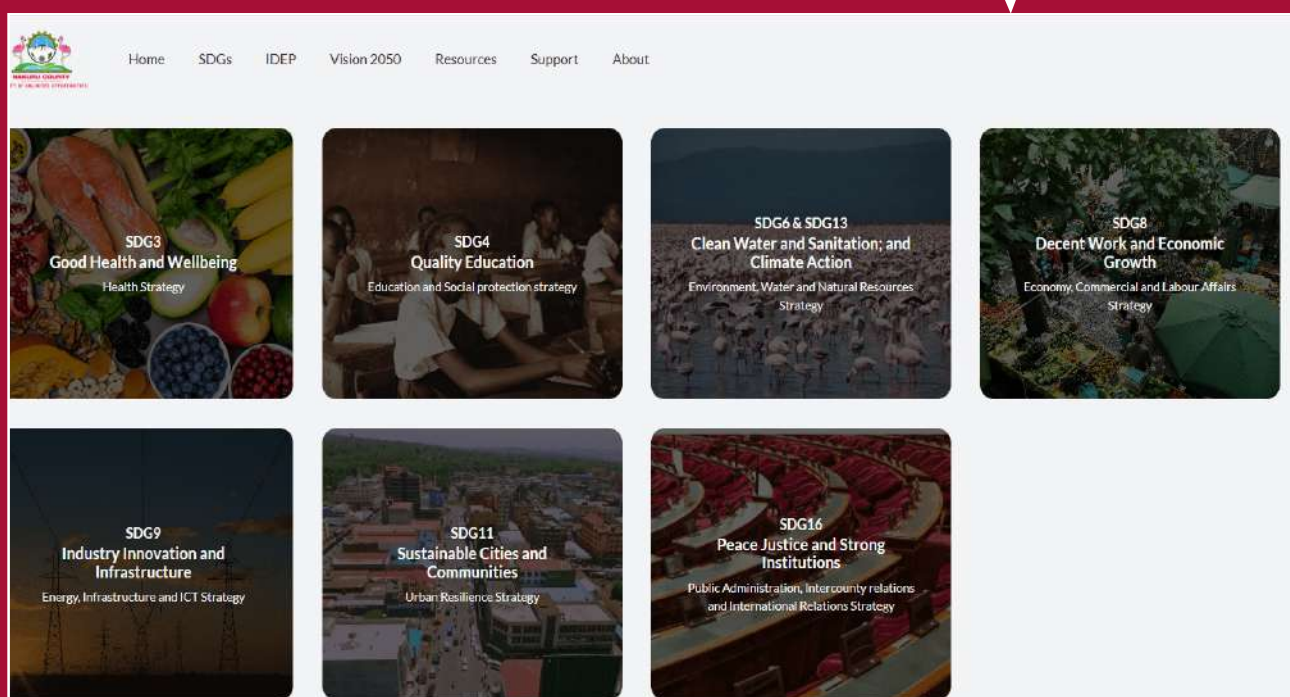 Home SDGs IDEP Vision 2050 Resources Support About
NAKURU COUNTY
SDG3
Good Health and Wellbeing
Health Strategy
SDG4
Quality Education
Education and Social protection strategy
SDG6 & SDG13
Clean Water and Sanitation; and
Climate Action
Environment, Water and Natural Resources
Strategy
SDG8
Decent Work and Economic
Growth
Economy, Commercial and Labour Affairs
Strategy
SDG9
Industry Innovation and
Infrastructure
Energy, Infrastructure and ICT Strategy
SDG11
Sustainable Cities and
Communities
Urban Resilience Strategy
SDG16
Peace Justice and Strong
Institutions
Public Administration, Intercounty relations
and International Relations Strategy